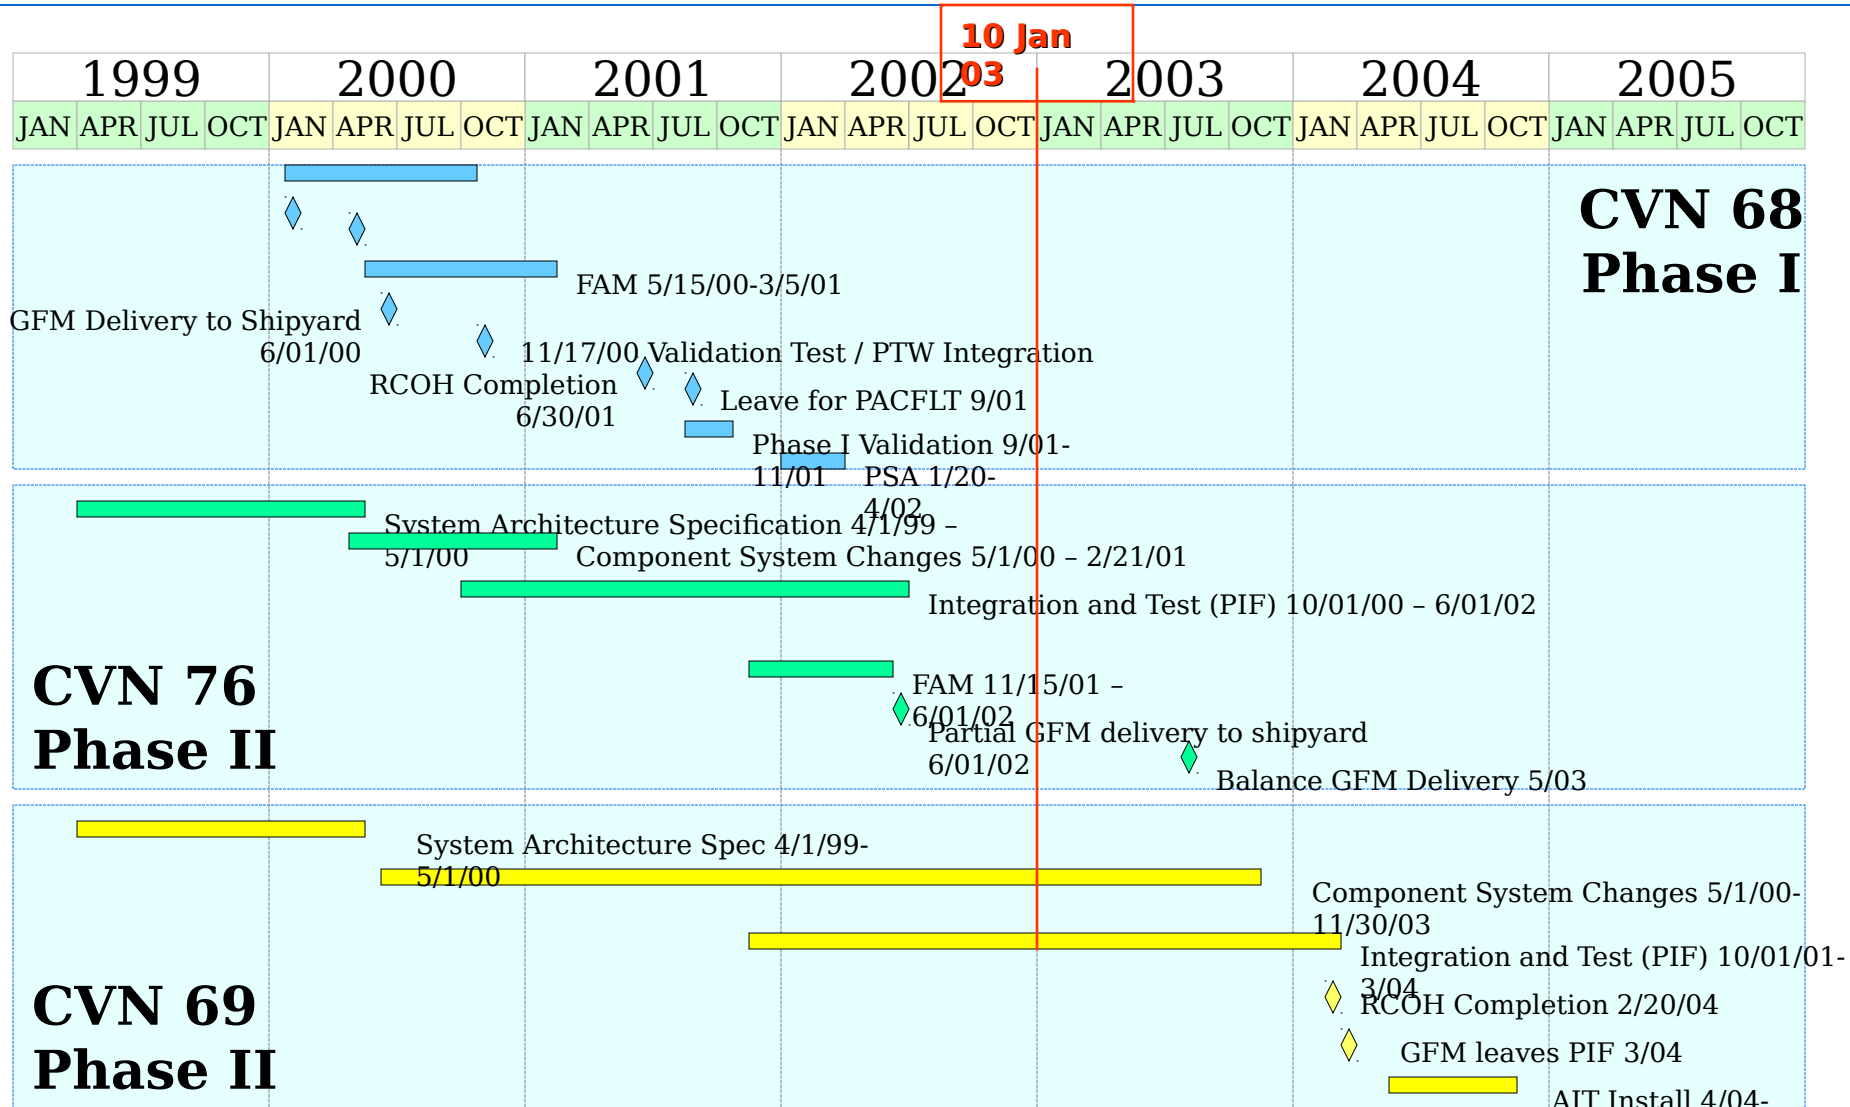 10 Jan
03
1999 2000 2001 2002 2003 2004 2005
JAN APR JUL OCT JAN APR JUL OCT JAN APR JUL OCT JAN APR JUL OCT JAN APR JUL OCT JAN APR JUL OCT JAN APR JUL OCT
CVN 68
Phase I
FAM 5/15/00-3/5/01
GFM Delivery to Shipyard
6/01/00
11/17/00 Validation Test / PTW Integration
RCOH Completion
6/30/01
Leave for PACFLT 9/01
Phase I Validation 9/01-
11/01
PSA 1/20-
4/02
System Architecture Specification 4/1/99 –
5/1/00
Component System Changes 5/1/00 – 2/21/01
Integration and Test (PIF) 10/01/00 – 6/01/02
CVN 76
Phase II
FAM 11/15/01 –
6/01/02
Partial GFM delivery to shipyard
6/01/02
Balance GFM Delivery 5/03
System Architecture Spec 4/1/99-
5/1/00
Component System Changes 5/1/00-
11/30/03
Integration and Test (PIF) 10/01/01-
3/04
CVN 69
Phase II
RCOH Completion 2/20/04
GFM leaves PIF 3/04
AIT Install 4/04-